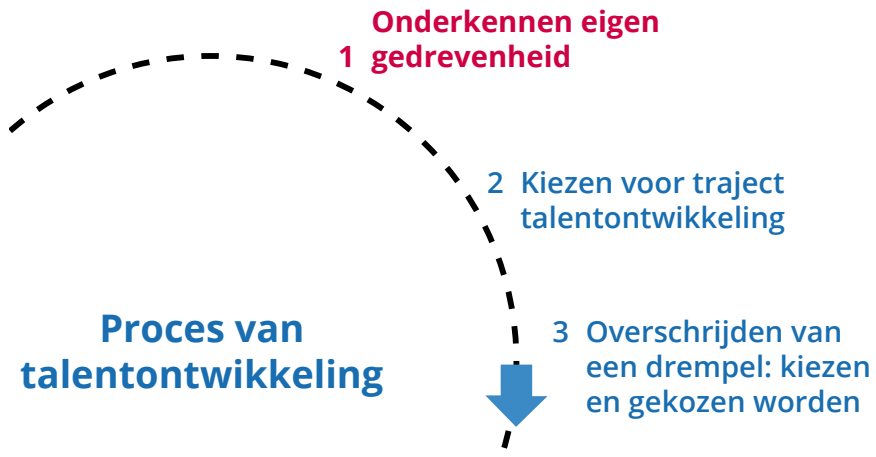 Onderkennen eigen
1 gedrevenheid
2 Kiezen voor traject
talentontwikkeling
Proces van
talentontwikkeling
3 Overschrijden van
een drempel: kiezen
en gekozen worden